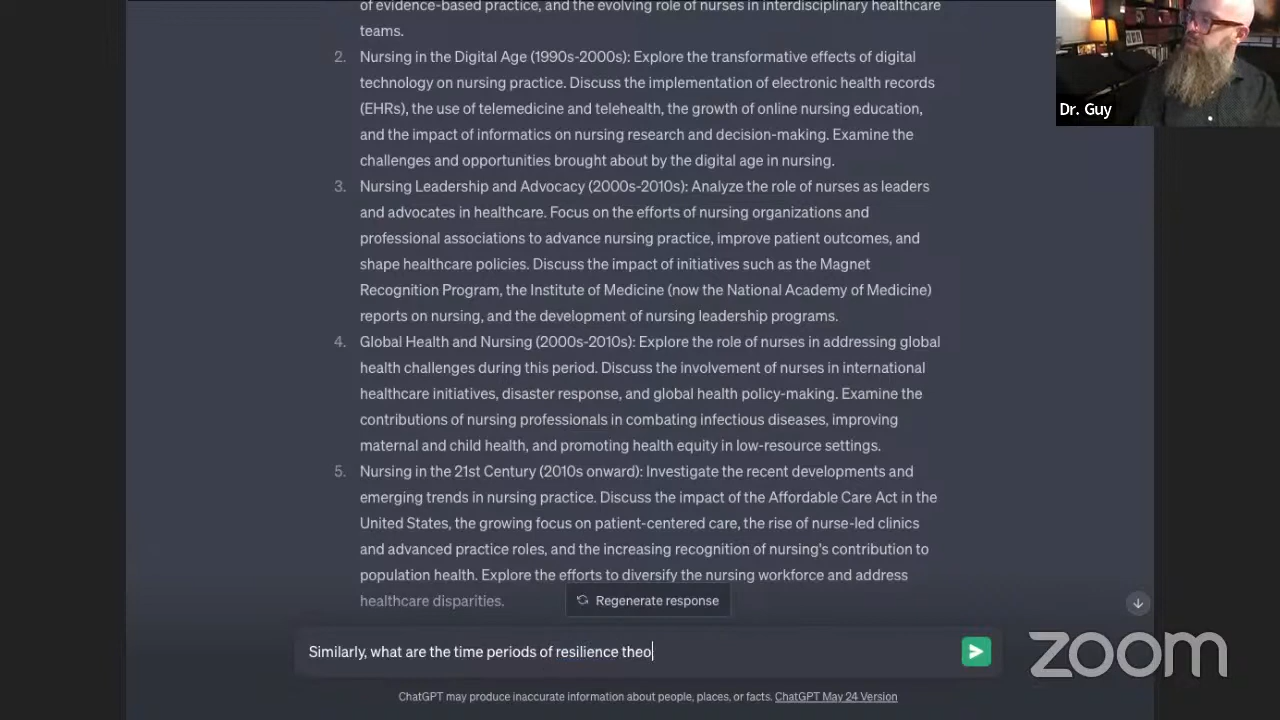 of evidence-based practice, and the evolving role of nurses in interdisciplinary healthcare
teams.
2. Nursing in the Digital Age (1990s-2000s): Explore the transformative effects of digital
technology on nursing practice. Discuss the implementation of electronic health records
(EHRs), the use of telemedicine and telehealth, the growth of online nursing education,
and the impact of informatics on nursing research and decision-making. Examine the
challenges and opportunities brought about by the digital age in nursing.
3. Nursing Leadership and Advocacy (2000s-2010s): Analyze the role of nurses as leaders
and advocates in healthcare. Focus on the efforts of nursing organizations and
professional associations to advance nursing practice, improve patient outcomes, and
shape healthcare policies. Discuss the impact of initiatives such as the Magnet
Recognition Program, the Institute of Medicine (now the National Academy of Medicine)
reports on nursing, and the development of nursing leadership programs.
4. Global Health and Nursing (2000s-2010s): Explore the role of nurses in addressing global
health challenges during this period. Discuss the involvement of nurses in international
healthcare initiatives, disaster response, and global health policy-making. Examine the
contributions of nursing professionals in combating infectious diseases, improving
maternal and child health, and promoting health equity in low-resource settings.
5. Nursing in the 21st Century (2010s onward): Investigate the recent developments and
emerging trends in nursing practice. Discuss the impact of the Affordable Care Act in the
United States, the growing focus on patient-centered care, the rise of nurse-led clinics
and advanced practice roles, and the increasing recognition of nursing's contribution to
population health. Explore the efforts to diversify the nursing workforce and address
healthcare disparities.
Regenerate response
Similarly, what are the time periods of resilience theo
ChatGPT may produce inaccurate information about people, places, or facts. ChatGPT May 24 Version
Dr. Guy
zoom